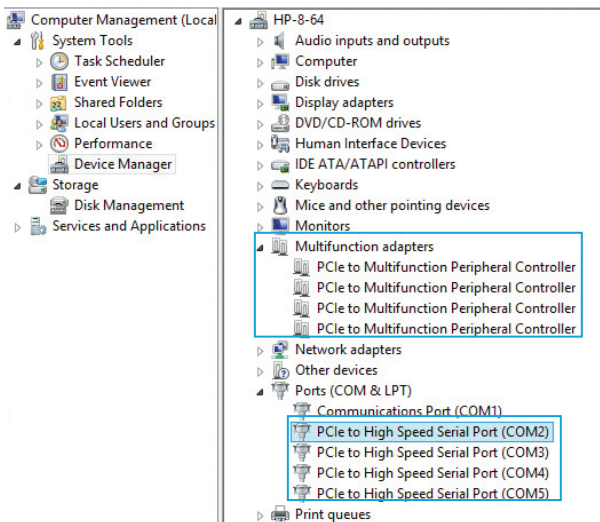 Computer Management (Local
System Tools
Task Scheduler
Event Viewer
Shared Folders
Local Users and Groups
Performance
Device Manager
Storage
Disk Management
Services and Applications
HP-8-64
Audio inputs and outputs
Computer
Disk drives
Display adapters
DVD/CD-ROM drives
Human Interface Devices
IDE ATA/ATAPI controllers
Keyboards
Mice and other pointing devices
Monitors
Multifunction adapters
PCIe to Multifunction Peripheral Controller
PCIe to Multifunction Peripheral Controller
PCIe to Multifunction Peripheral Controller
PCIe to Multifunction Peripheral Controller
Network adapters
Other devices
Ports (COM & LPT)
Communications Port (COM1)
PCIe to High Speed Serial Port (COM2)
PCIe to High Speed Serial Port (COM3)
PCIe to High Speed Serial Port (COM4)
PCIe to High Speed Serial Port (COM5)
Print queues